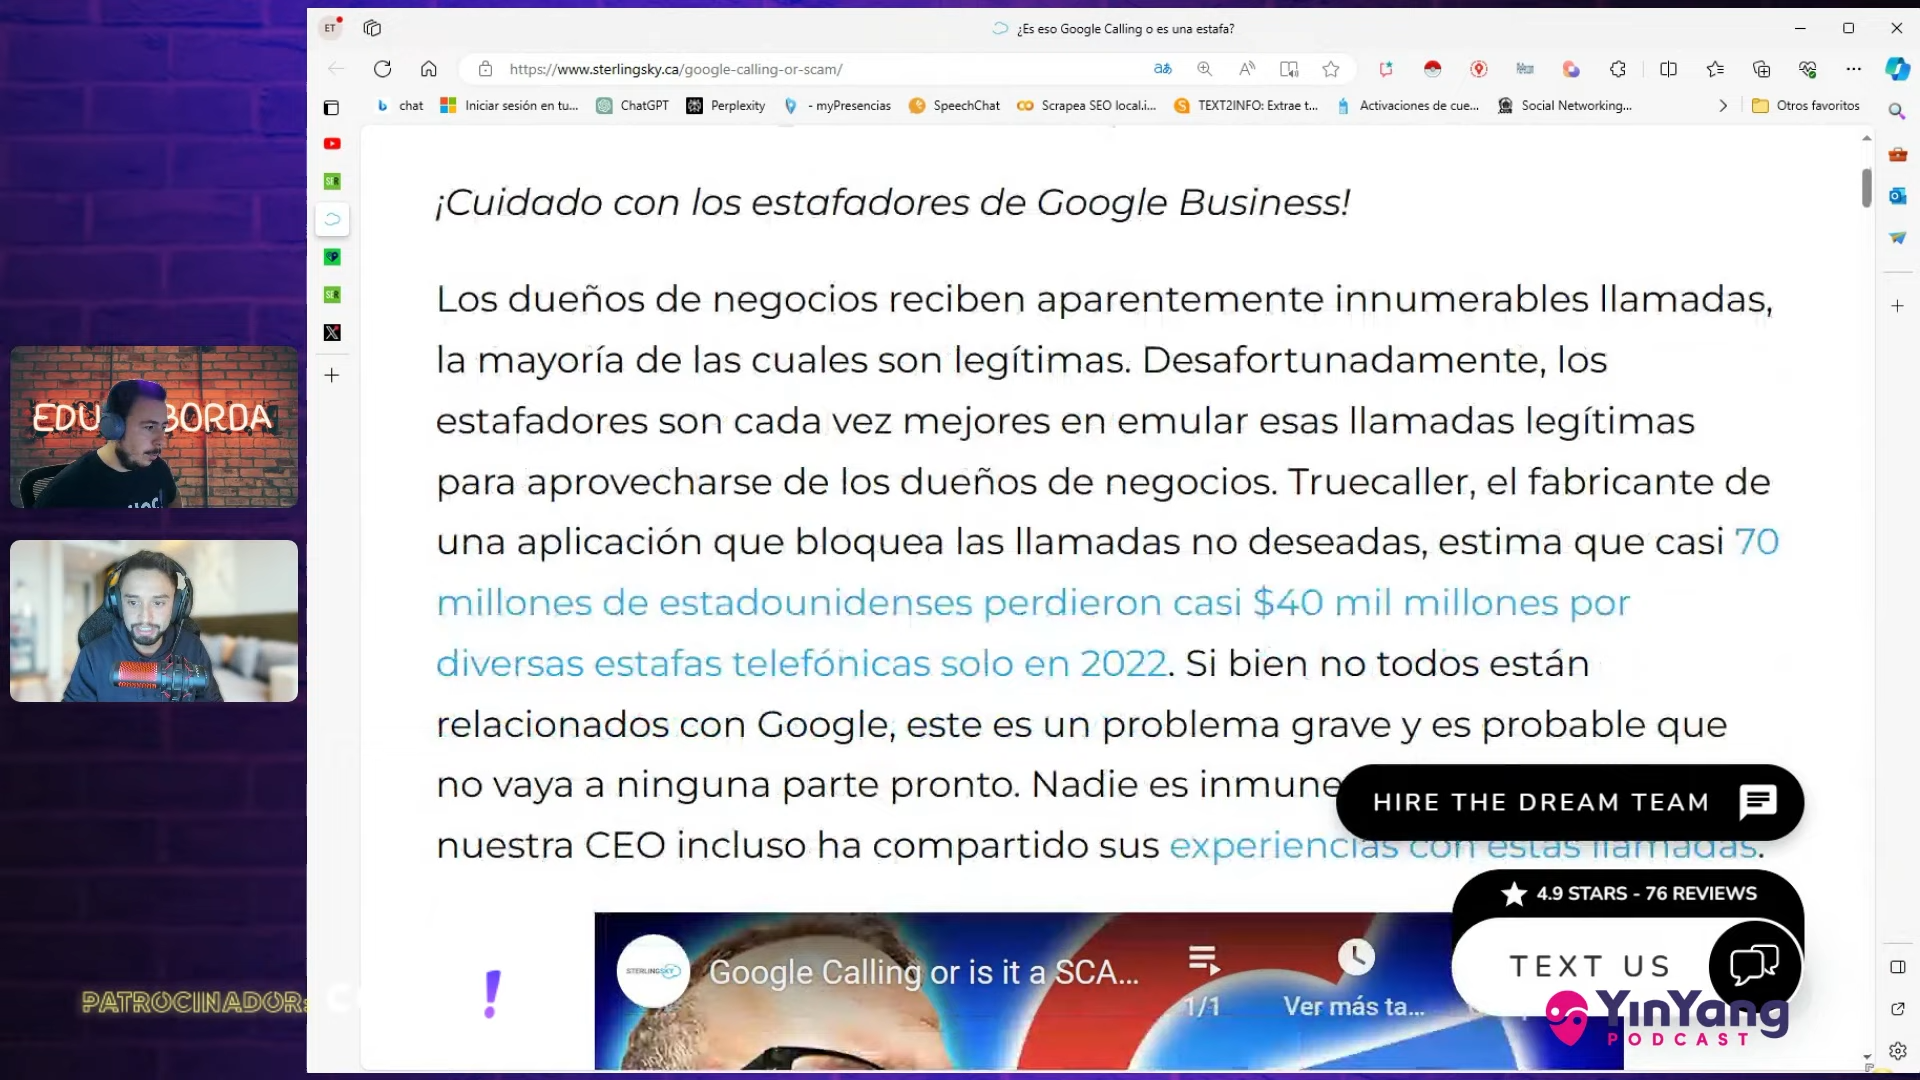 ET
¿Es eso Google Calling o es una estafa?
https://www.sterlingsky.ca/google-calling-or-scam/
chat
Iniciar sesión en tu...
ChatGPT
Perplexity
- myPresencias
SpeechChat
Scrapea SEO local.i...
TEXT2INFO: Extrae t...
Activaciones de cue...
Social Networking...
Otros favoritos
¡Cuidado con los estafadores de Google Business!
Los dueños de negocios reciben aparentemente innumerables llamadas,
la mayoría de las cuales son legítimas. Desafortunadamente, los
estafadores son cada vez mejores en emular esas llamadas legítimas
para aprovecharse de los dueños de negocios. Truecaller, el fabricante de
una aplicación que bloquea las llamadas no deseadas, estima que casi 70
millones de estadounidenses perdieron casi $40 mil millones por
diversas estafas telefónicas solo en 2022. Si bien no todos están
relacionados con Google, este es un problema grave y es probable que
no vaya a ninguna parte pronto. Nadie es inmune
nuestra CEO incluso ha compartido sus experiencias con estas llamadas.
HIRE THE DREAM TEAM
4.9 STARS - 76 REVIEWS
TEXT US
STERLINGSKY
Google Calling or is it a SCA...
1/1
Ver más ta...
EDU BORDA
PATROCINADOR
!
YinYang
PODCAST